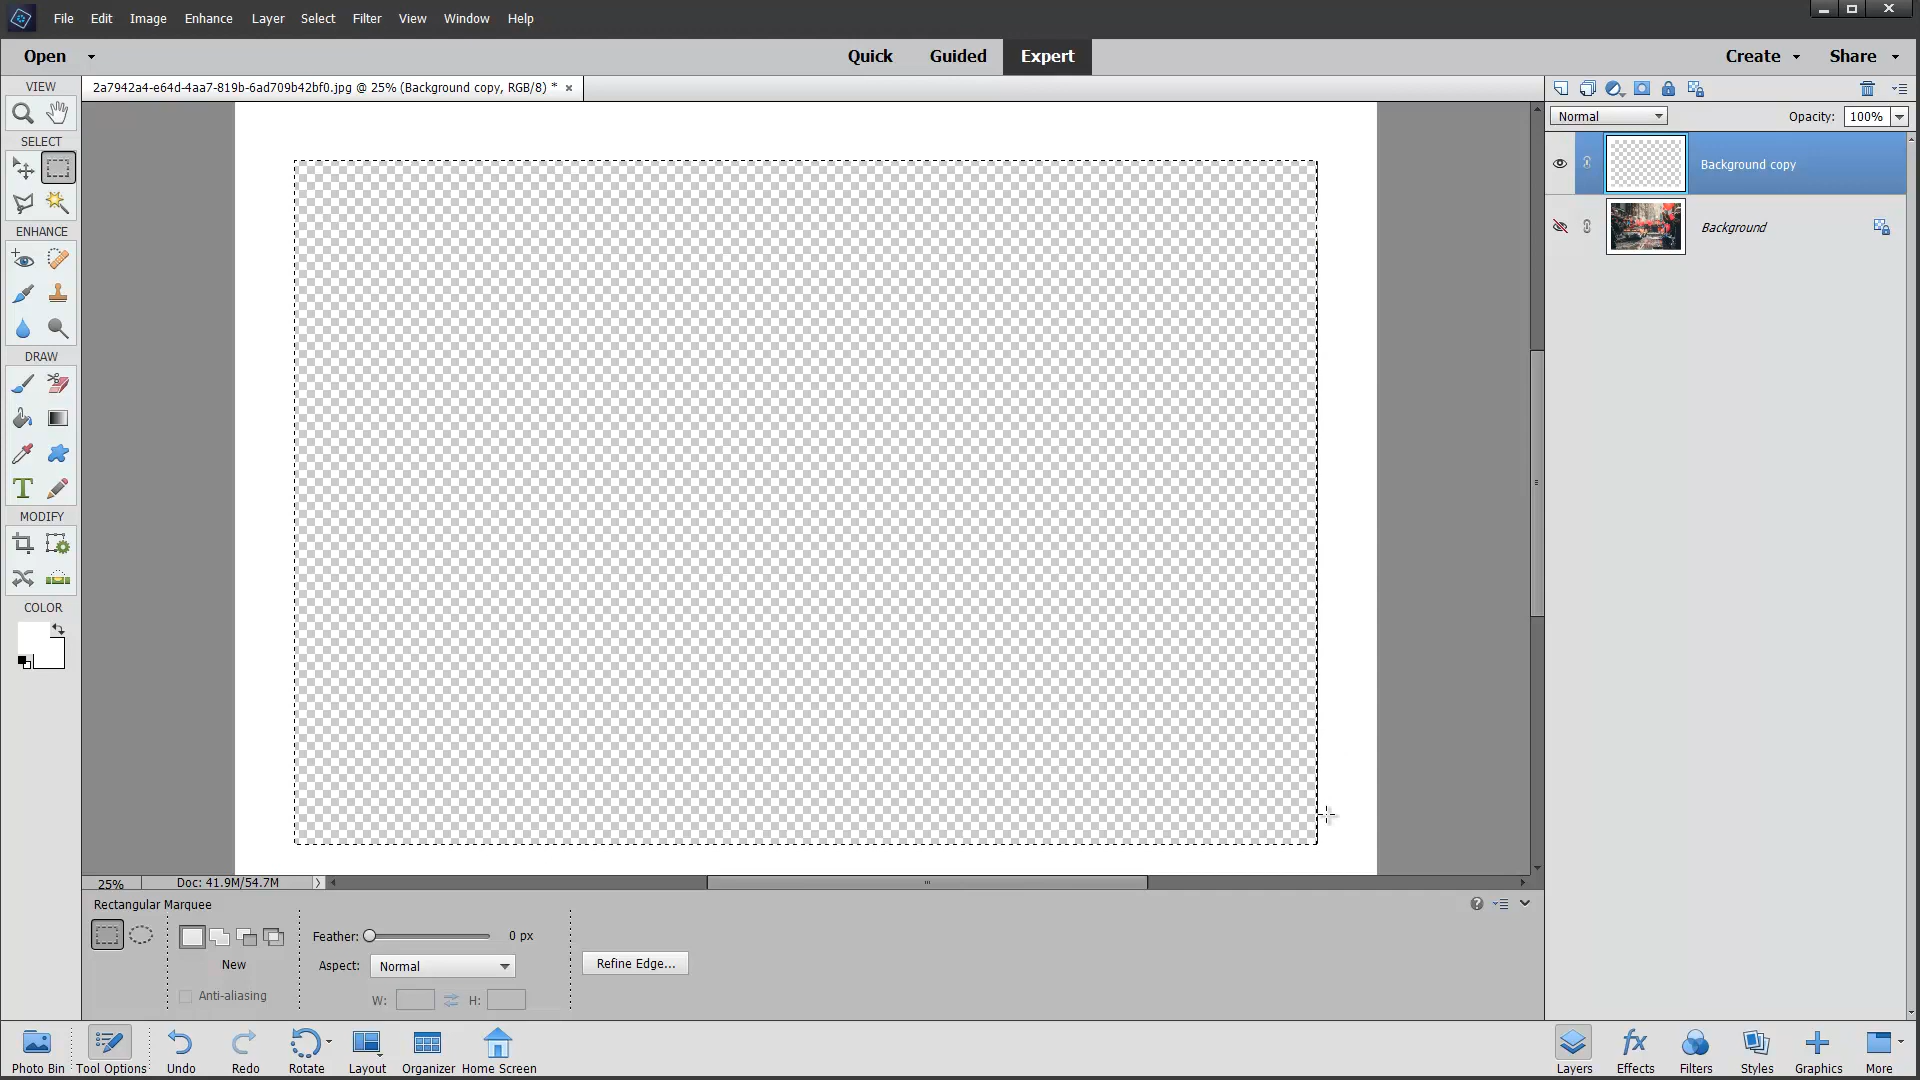 File Edit Image Enhance Layer Select Filter View Window Help
Open Quick Guided Expert Create Share
VIEW
2a7942a4-e64d-4aa7-819b-6ad709b42bf0.jpg @ 25% (Background copy, RGB/8) * ×
Normal Opacity: 100%
SELECT
Background copy
Background
ENHANCE
DRAW
T
MODIFY
COLOR
25% Doc: 41.9M/54.7M
Rectangular Marquee
Feather: 0 px
New
Aspect: Normal
Refine Edge...
Anti-aliasing
W: H:
fx
Photo Bin Tool Options Undo Redo Rotate Layout Organizer Home Screen Layers Effects Filters Styles Graphics More